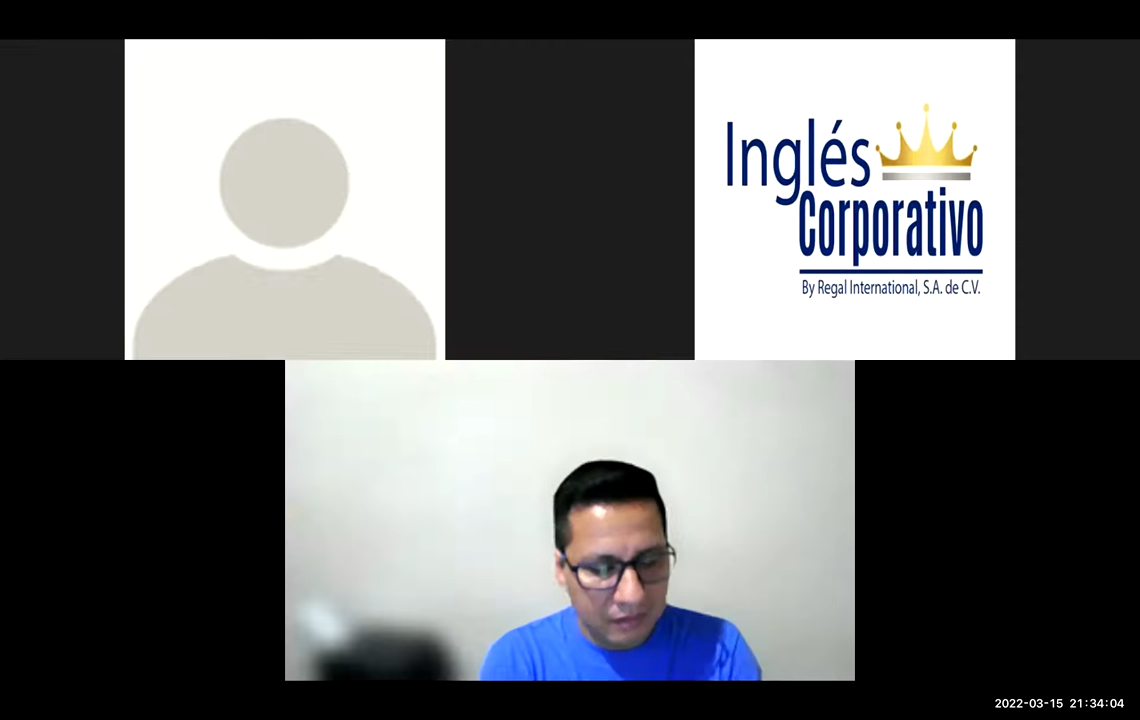 Inglés
Corporativo
By Regal International, S.A. de C.V.
2022-03-15 21:34:04